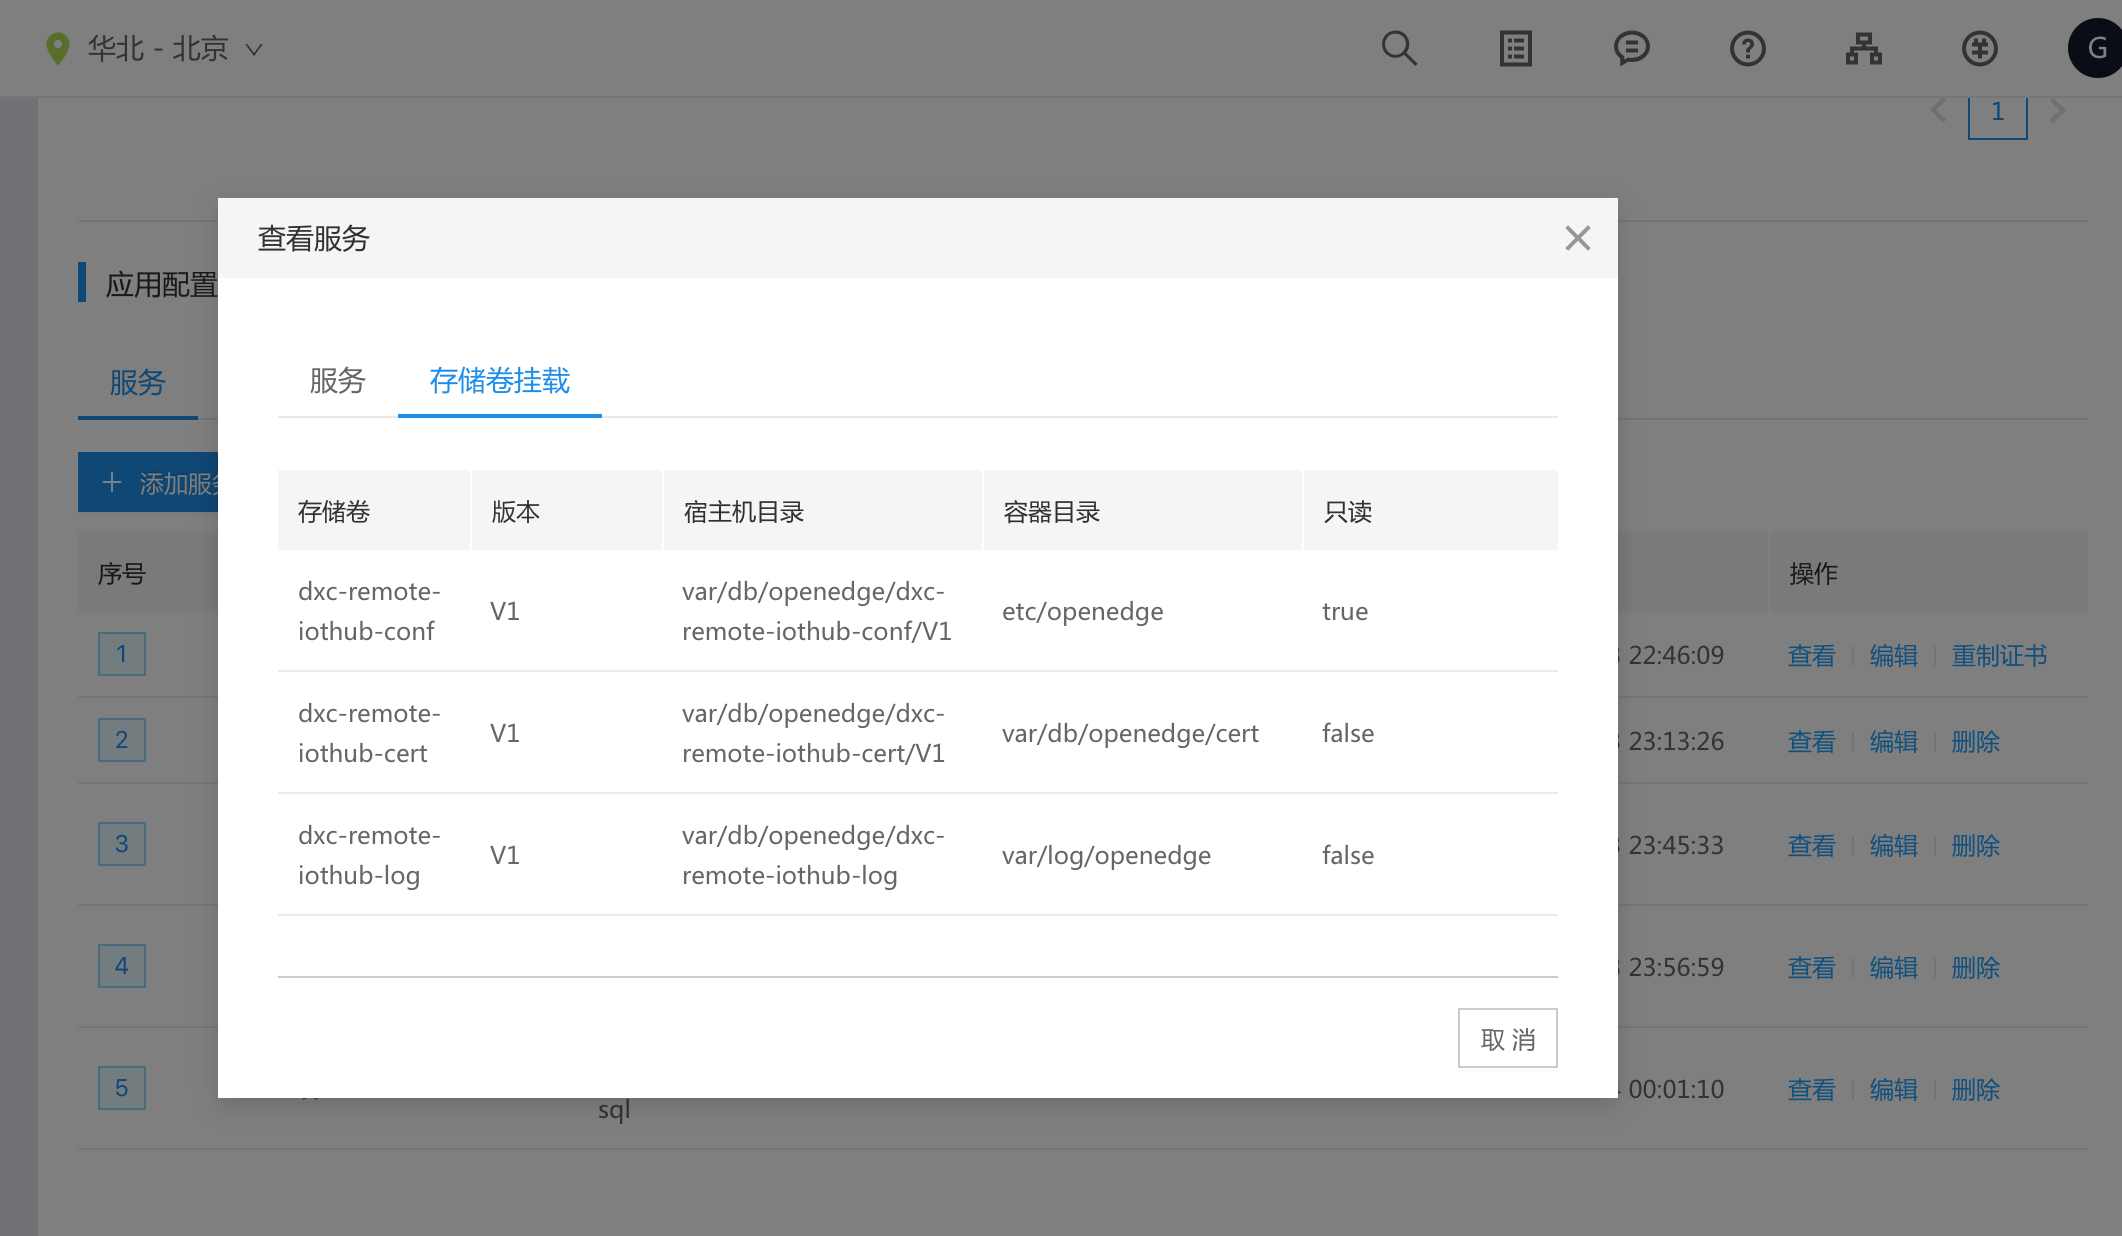 华北 - 北京
G
1
查看服务
应用配置
服务
服务 存储卷挂载
添加服务
存储卷 版本 宿主机目录 容器目录 只读
序号 操作
dxc-remote-iothub-conf V1 var/db/openedge/dxc-remote-iothub-conf/V1 etc/openedge true
1 22:46:09 查看 编辑 重制证书
dxc-remote-iothub-cert V1 var/db/openedge/dxc-remote-iothub-cert/V1 var/db/openedge/cert false
2 23:13:26 查看 编辑 删除
dxc-remote-iothub-log V1 var/db/openedge/dxc-remote-iothub-log var/log/openedge false
3 23:45:33 查看 编辑 删除
4 23:56:59 查看 编辑 删除
取 消
5 00:01:10 查看 编辑 删除
sql